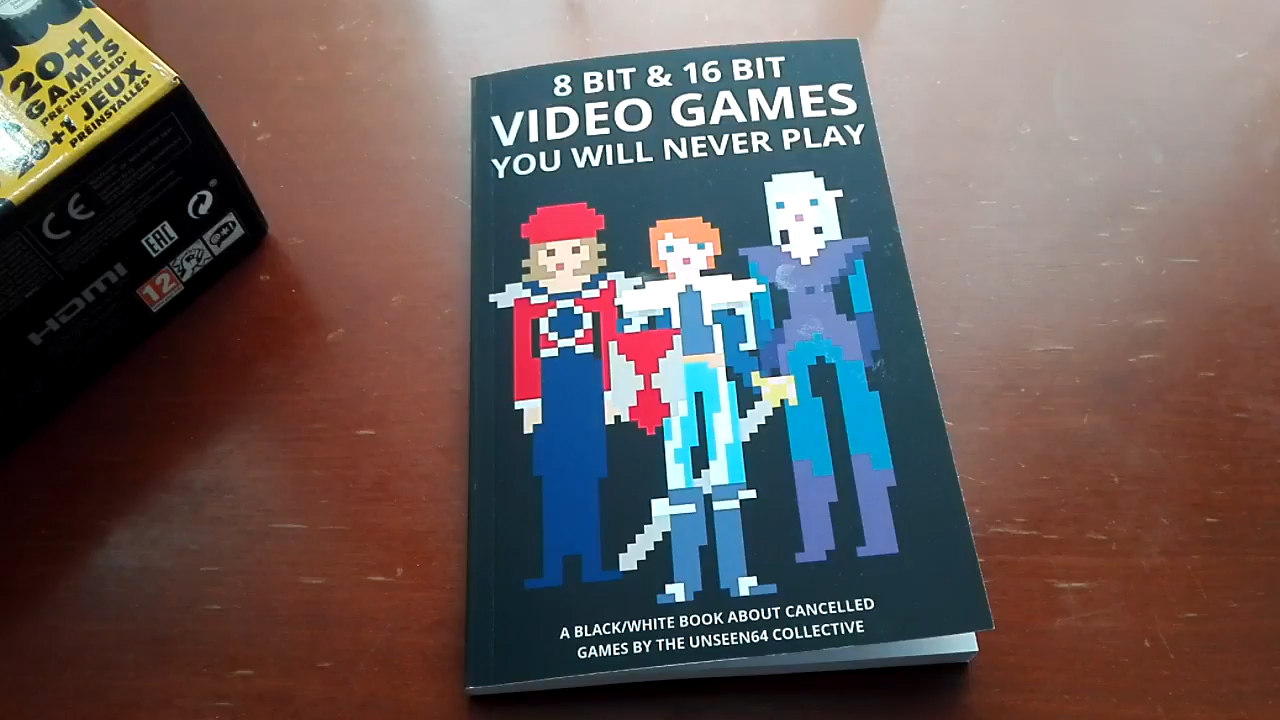 20+1
GAMES
PRE-INSTALLED*
20+1 JEUX
PRÉINSTALLÉS*
CE
EAC
HDMI
12
8 BIT & 16 BIT
VIDEO GAMES
YOU WILL NEVER PLAY
A BLACK/WHITE BOOK ABOUT CANCELLED
GAMES BY THE UNSEEN64 COLLECTIVE